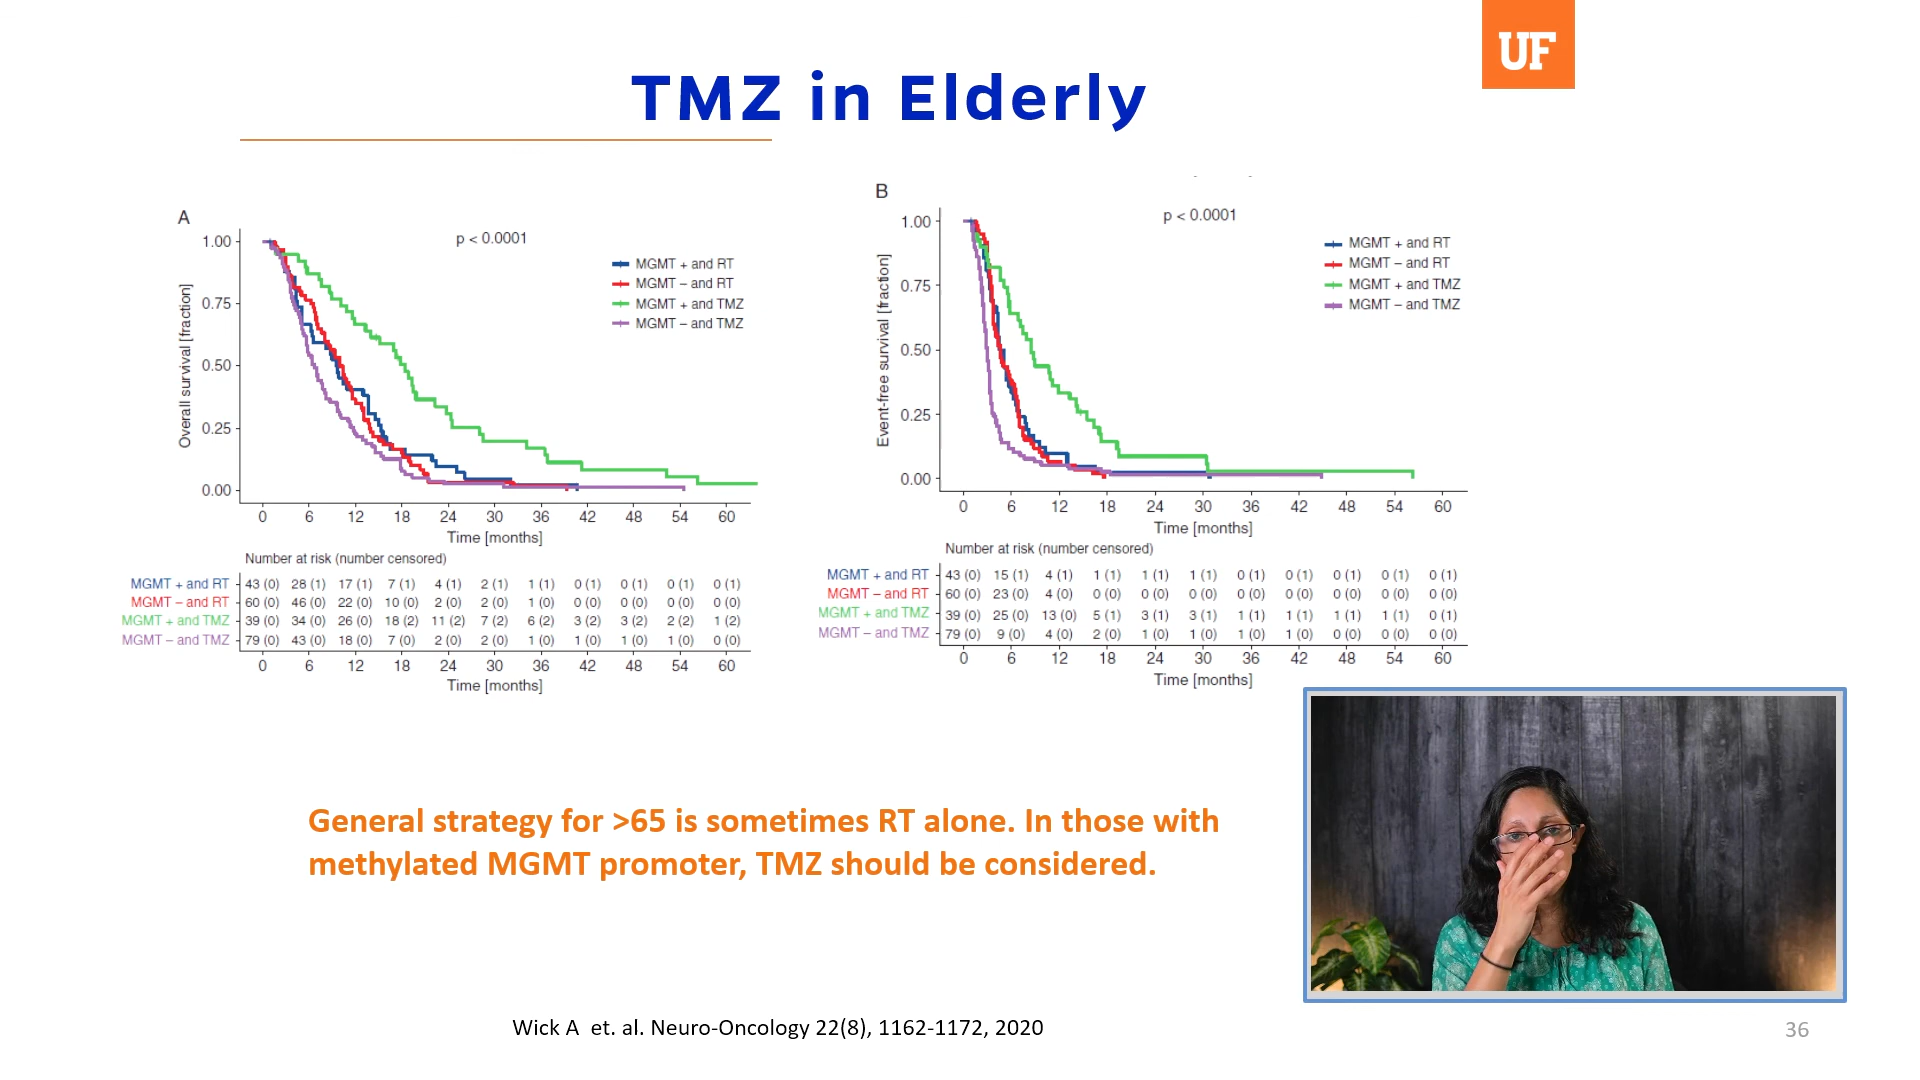 UF
TMZ in Elderly
A
p < 0.0001
MGMT + and RT
MGMT – and RT
MGMT + and TMZ
MGMT – and TMZ
Overall survival [fraction]
1.00
0.75
0.50
0.25
0.00
0 6 12 18 24 30 36 42 48 54 60
Time [months]
Number at risk (number censored)
MGMT + and RT 43 (0) 28 (1) 17 (1) 7 (1) 4 (1) 2 (1) 1 (1) 0 (1) 0 (1) 0 (1) 0 (1)
MGMT – and RT 60 (0) 46 (0) 22 (0) 10 (0) 2 (0) 2 (0) 1 (0) 0 (0) 0 (0) 0 (0) 0 (0)
MGMT + and TMZ 39 (0) 34 (0) 26 (0) 18 (2) 11 (2) 7 (2) 6 (2) 3 (2) 3 (2) 2 (2) 1 (2)
MGMT – and TMZ 79 (0) 43 (0) 18 (0) 7 (0) 2 (0) 2 (0) 1 (0) 1 (0) 1 (0) 1 (0) 0 (0)
0 6 12 18 24 30 36 42 48 54 60
Time [months]
B
p < 0.0001
MGMT + and RT
MGMT – and RT
MGMT + and TMZ
MGMT – and TMZ
Event-free survival [fraction]
1.00
0.75
0.50
0.25
0.00
0 6 12 18 24 30 36 42 48 54 60
Time [months]
Number at risk (number censored)
MGMT + and RT 43 (0) 15 (1) 4 (1) 1 (1) 1 (1) 1 (1) 0 (1) 0 (1) 0 (1) 0 (1) 0 (1)
MGMT – and RT 60 (0) 23 (0) 4 (0) 0 (0) 0 (0) 0 (0) 0 (0) 0 (0) 0 (0) 0 (0) 0 (0)
MGMT + and TMZ 39 (0) 25 (0) 13 (0) 5 (1) 3 (1) 3 (1) 1 (1) 1 (1) 1 (1) 1 (1) 0 (1)
MGMT – and TMZ 79 (0) 9 (0) 4 (0) 2 (0) 1 (0) 1 (0) 1 (0) 1 (0) 0 (0) 0 (0) 0 (0)
0 6 12 18 24 30 36 42 48 54 60
Time [months]
General strategy for >65 is sometimes RT alone. In those with
methylated MGMT promoter, TMZ should be considered.
Wick A et. al. Neuro-Oncology 22(8), 1162-1172, 2020
36